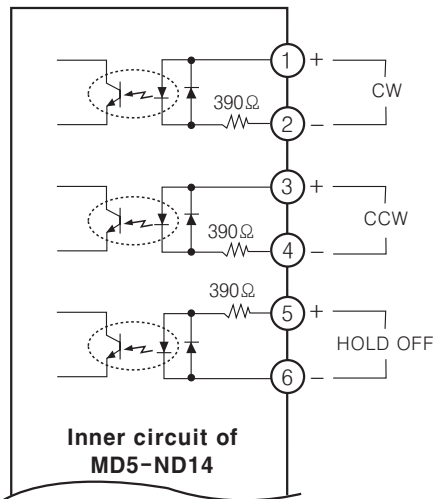 1 +
CW
390Ω
2 −
3 +
CCW
390Ω
4 −
390Ω
5 +
HOLD OFF
6 −
Inner circuit of
MD5-ND14